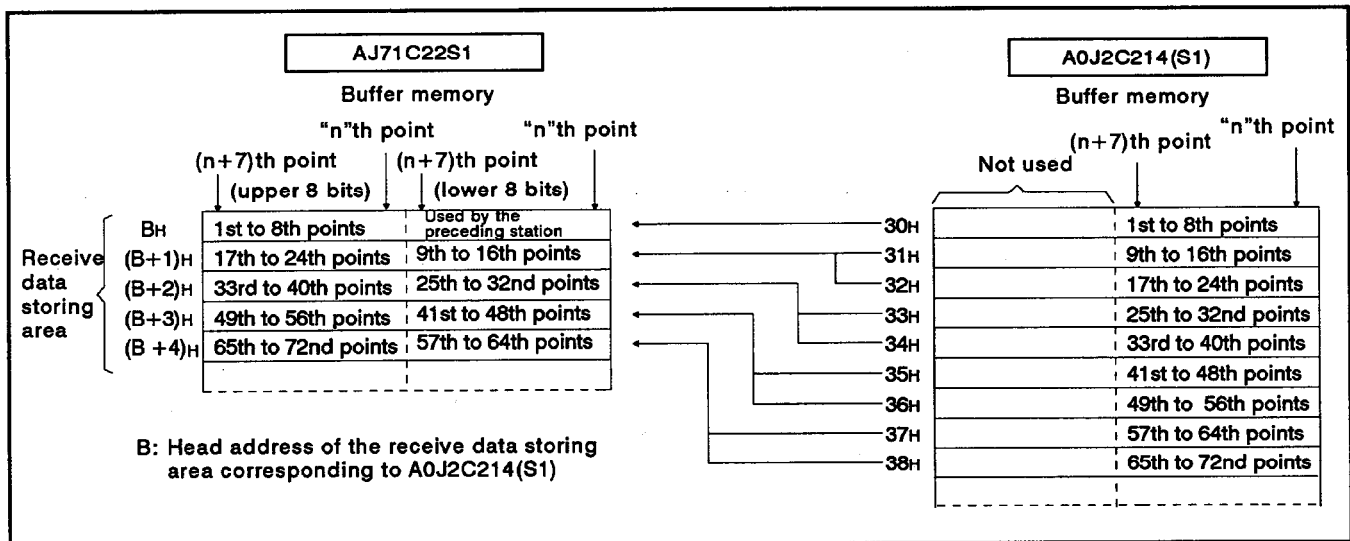 AJ71C22S1
Buffer memory
"n"th point "n"th point
(n+7)th point (n+7)th point
(upper 8 bits) (lower 8 bits)
Receive data storing area
BH 1st to 8th points Used by the preceding station
(B+1)H 17th to 24th points 9th to 16th points
(B+2)H 33rd to 40th points 25th to 32nd points
(B+3)H 49th to 56th points 41st to 48th points
(B +4)H 65th to 72nd points 57th to 64th points
B: Head address of the receive data storing
area corresponding to A0J2C214(S1)
A0J2C214(S1)
Buffer memory
"n"th point
(n+7)th point
Not used
30H 1st to 8th points
31H 9th to 16th points
32H 17th to 24th points
33H 25th to 32nd points
34H 33rd to 40th points
35H 41st to 48th points
36H 49th to 56th points
37H 57th to 64th points
38H 65th to 72nd points